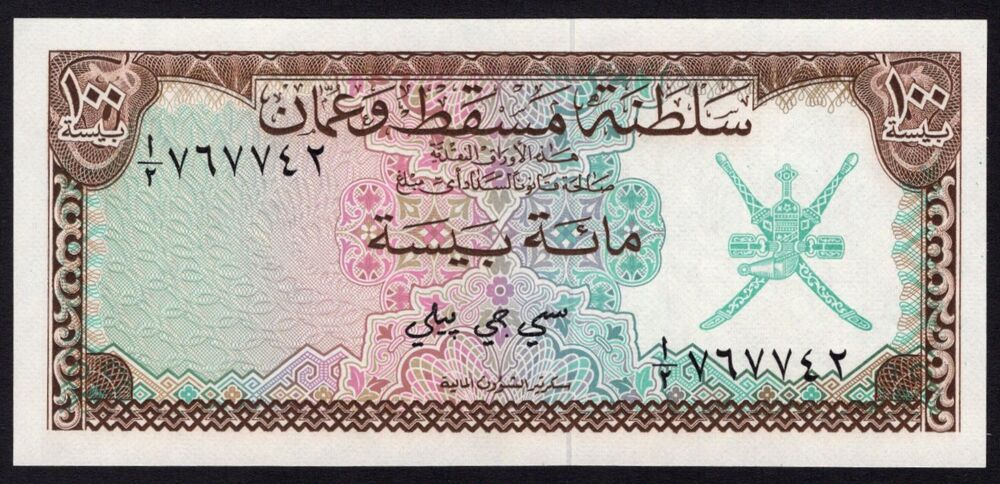 ١٠٠
بيسة
١٠٠
بيسة
سلطنة مسقط وعمان
١/٢ ٧٦٧٧٤٢
هذه الأوراق النقدية
صالحة قانونا لسداد أي مبلغ
مائة بيسة
سي جي بيلي
١/٢ ٧٦٧٧٤٢
سكرتير الشئون المالية